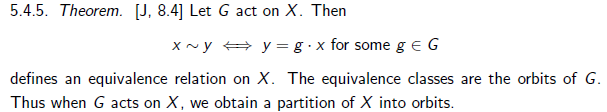 5.4.5. Theorem. [J, 8.4] Let G act on X. Then
x ∼ y ⟺ y = g · x for some g ∈ G
defines an equivalence relation on X. The equivalence classes are the orbits of G.
Thus when G acts on X, we obtain a partition of X into orbits.